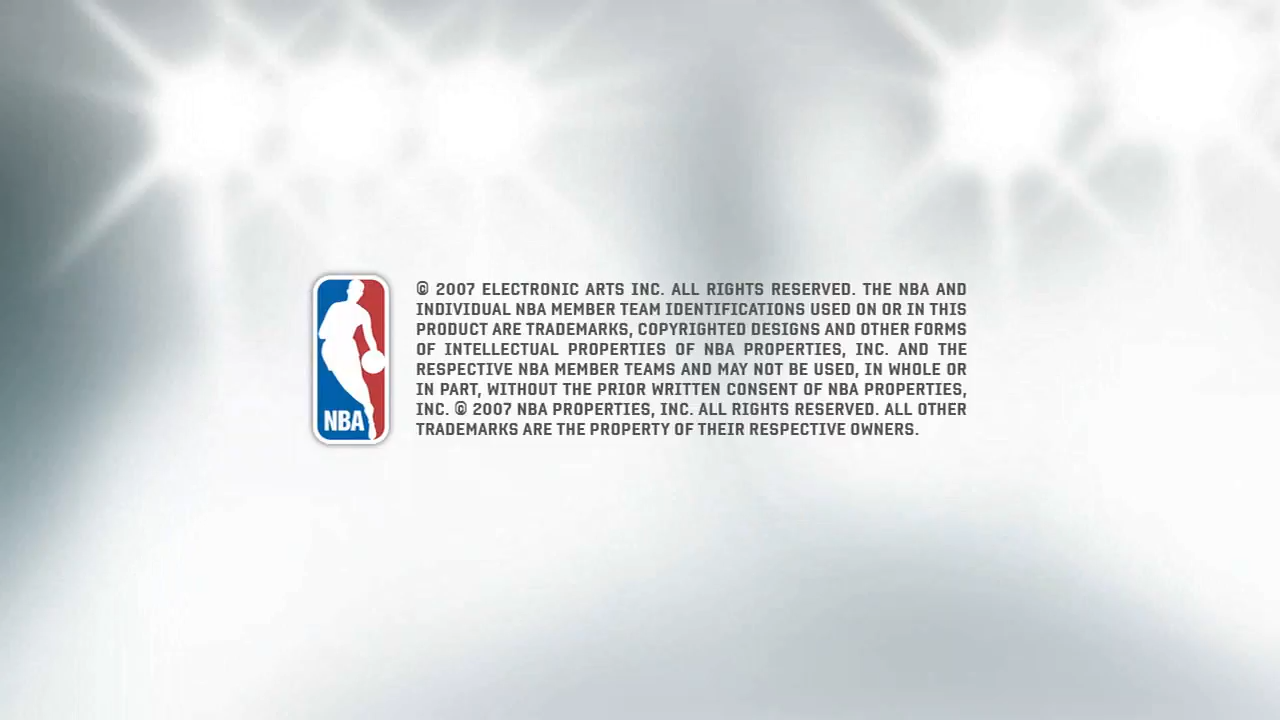 © 2007 ELECTRONIC ARTS INC. ALL RIGHTS RESERVED. THE NBA AND
INDIVIDUAL NBA MEMBER TEAM IDENTIFICATIONS USED ON OR IN THIS
PRODUCT ARE TRADEMARKS, COPYRIGHTED DESIGNS AND OTHER FORMS
OF INTELLECTUAL PROPERTIES OF NBA PROPERTIES, INC. AND THE
RESPECTIVE NBA MEMBER TEAMS AND MAY NOT BE USED, IN WHOLE OR
IN PART, WITHOUT THE PRIOR WRITTEN CONSENT OF NBA PROPERTIES,
INC. © 2007 NBA PROPERTIES, INC. ALL RIGHTS RESERVED. ALL OTHER
TRADEMARKS ARE THE PROPERTY OF THEIR RESPECTIVE OWNERS.
NBA